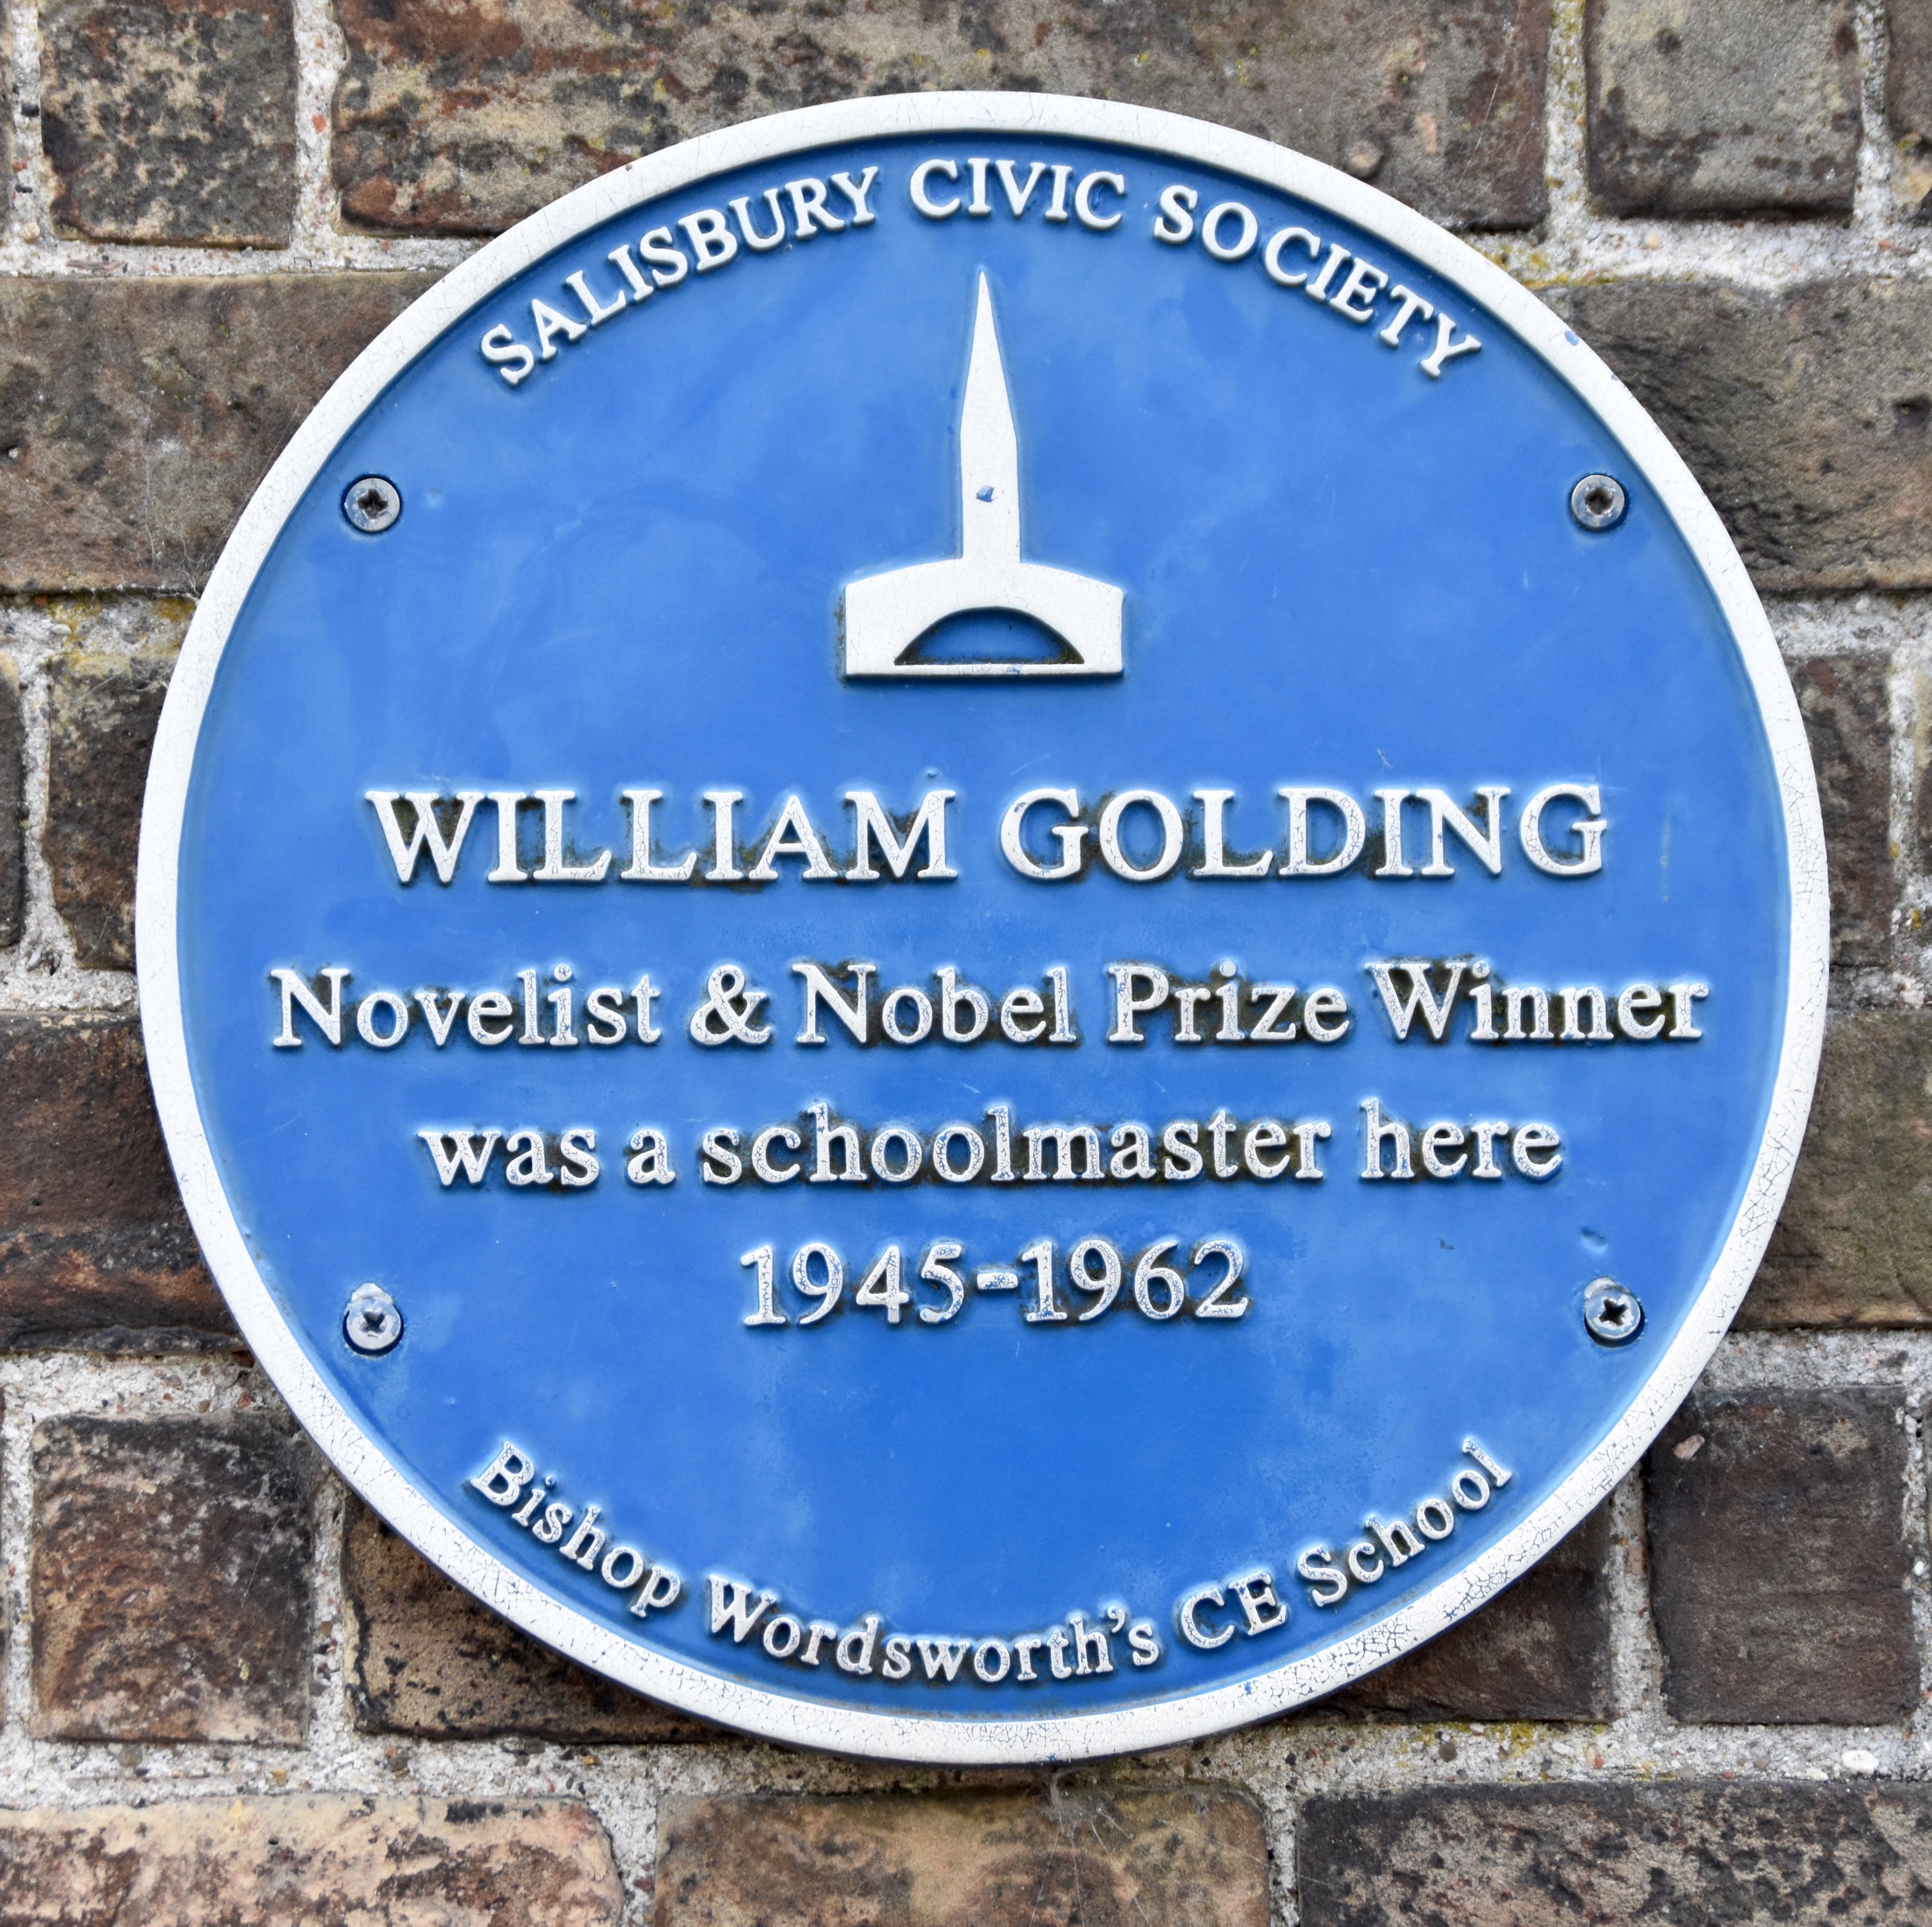 SALISBURY CIVIC SOCIETY
WILLIAM GOLDING
Novelist & Nobel Prize Winner
was a schoolmaster here
1945-1962
Bishop Wordsworth's CE School